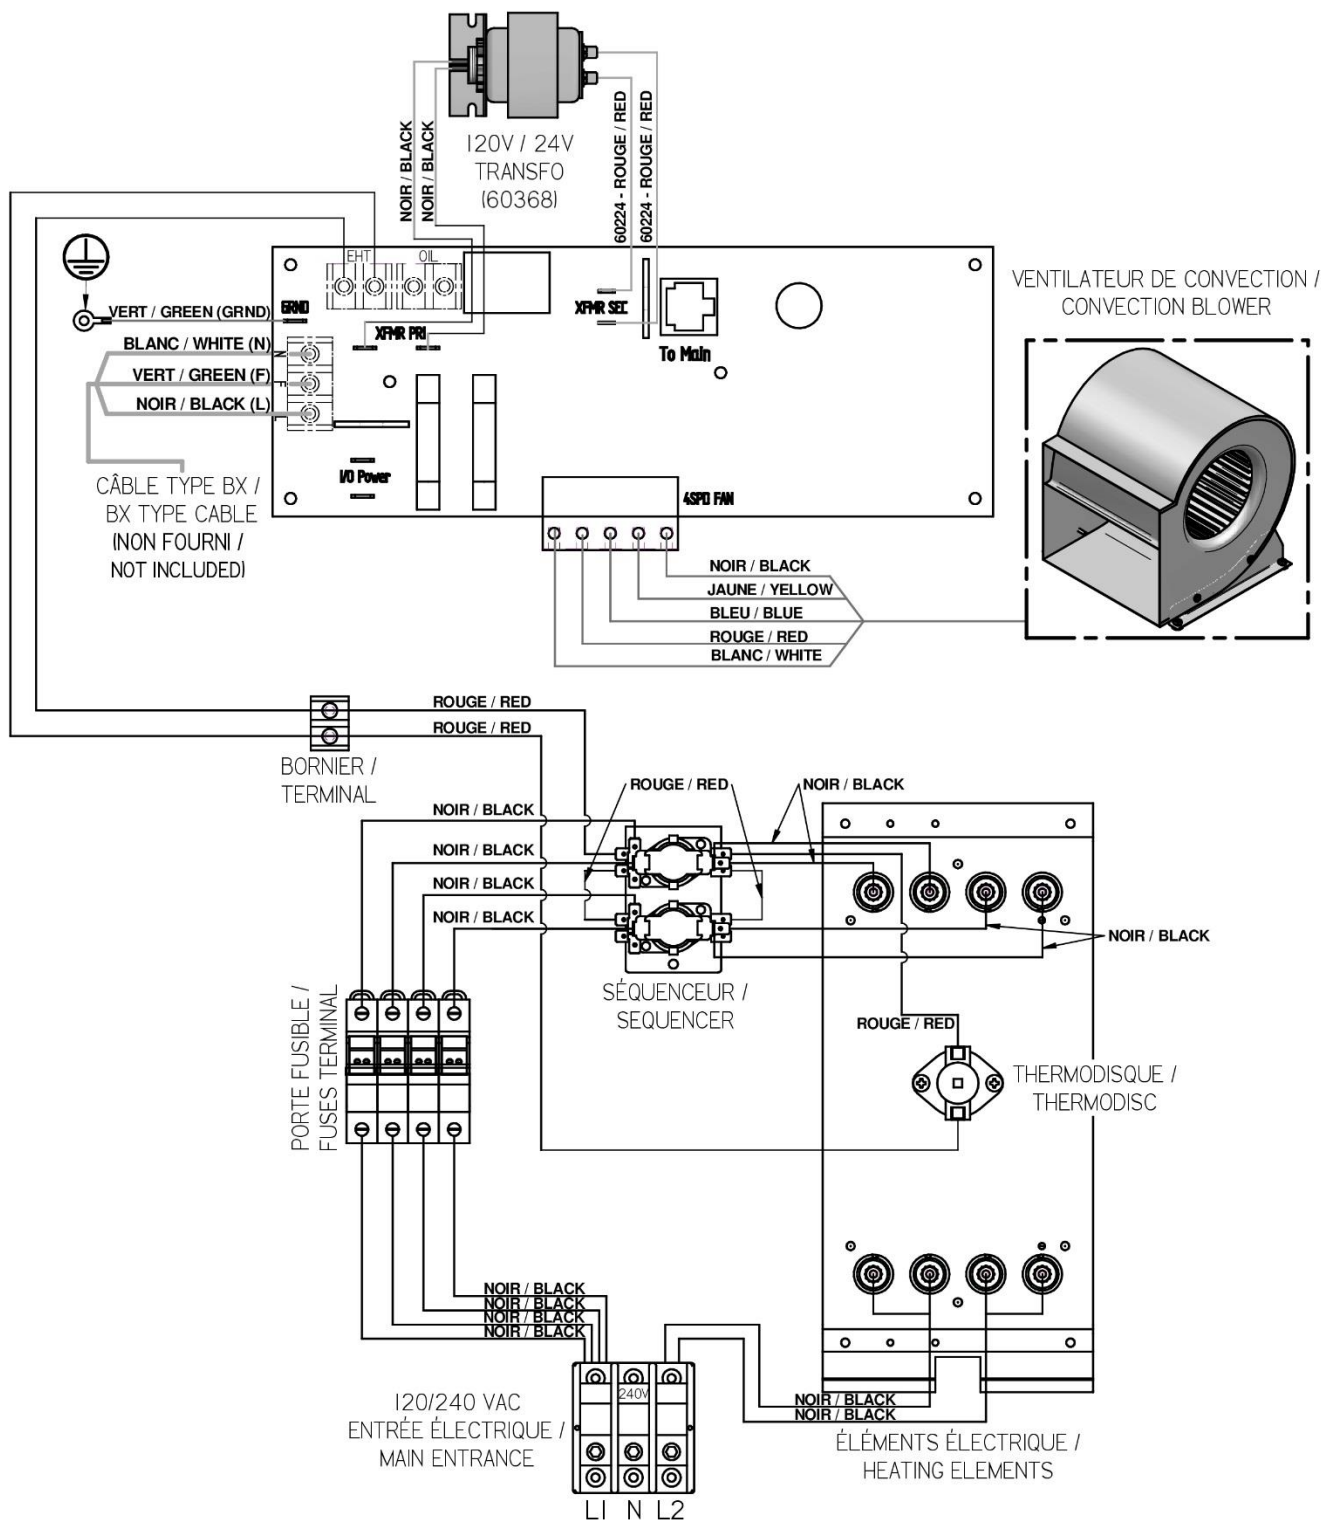 NOIR / BLACK
NOIR / BLACK
120V / 24V
TRANSFO
(60368)
60224 - ROUGE / RED
60224 - ROUGE / RED
EHT
OIL
GRND
VERT / GREEN (GRND)
XFMR PRI
XFMR SEC
To Main
BLANC / WHITE (N)
N
VERT / GREEN (F)
F
NOIR / BLACK (L)
L
I/O Power
4SPD FAN
CÂBLE TYPE BX /
BX TYPE CABLE
(NON FOURNI /
NOT INCLUDED)
VENTILATEUR DE CONVECTION /
CONVECTION BLOWER
NOIR / BLACK
JAUNE / YELLOW
BLEU / BLUE
ROUGE / RED
BLANC / WHITE
ROUGE / RED
ROUGE / RED
BORNIER /
TERMINAL
ROUGE / RED
NOIR / BLACK
NOIR / BLACK
NOIR / BLACK
NOIR / BLACK
NOIR / BLACK
NOIR / BLACK
SÉQUENCEUR /
SEQUENCER
ROUGE / RED
PORTE FUSIBLE /
FUSES TERMINAL
THERMODISQUE /
THERMODISC
NOIR / BLACK
NOIR / BLACK
NOIR / BLACK
NOIR / BLACK
240V
120/240 VAC
ENTRÉE ÉLECTRIQUE /
MAIN ENTRANCE
NOIR / BLACK
NOIR / BLACK
ÉLÉMENTS ÉLECTRIQUE /
HEATING ELEMENTS
L1 N L2